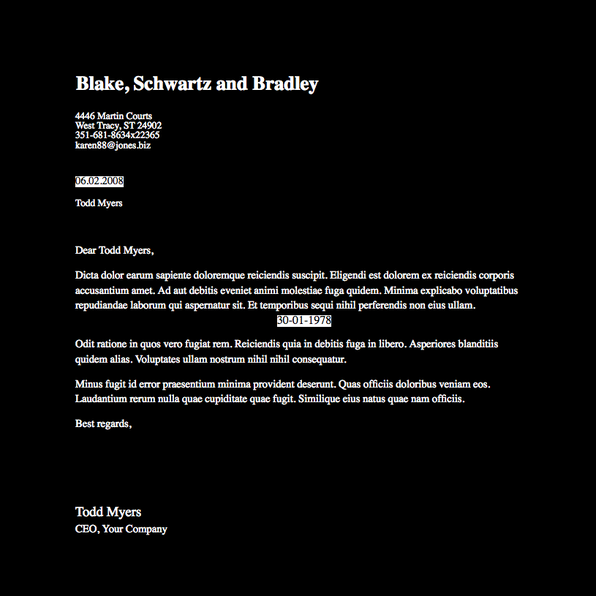 Blake, Schwartz and Bradley
4446 Martin Courts
West Tracy, ST 24902
351-681-8634x22365
karen88@jones.biz
06.02.2008
Todd Myers
Dear Todd Myers,
Dicta dolor earum sapiente doloremque reiciendis suscipit. Eligendi est dolorem ex reiciendis corporis
accusantium amet. Ad aut debitis eveniet animi molestiae fuga quidem. Minima explicabo voluptatibus
repudiandae laborum qui aspernatur sit. Et temporibus sequi nihil perferendis non eius ullam.
30-01-1978
Odit ratione in quos vero fugiat rem. Reiciendis quia in debitis fuga in libero. Asperiores blanditiis
quidem alias. Voluptates ullam nostrum nihil nihil consequatur.
Minus fugit id error praesentium minima provident deserunt. Quas officiis doloribus veniam eos.
Laudantium rerum nulla quae cupiditate quae fugit. Similique eius natus quae nam officiis.
Best regards,
Todd Myers
CEO, Your Company